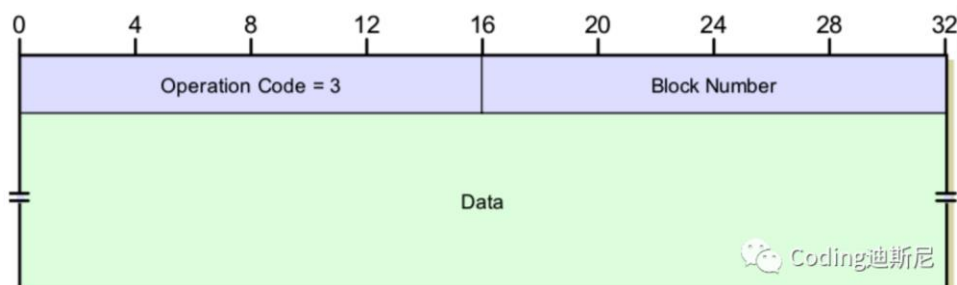 0 4 8 12 16 20 24 28 32
Operation Code = 3 Block Number
Data
Coding迪斯尼